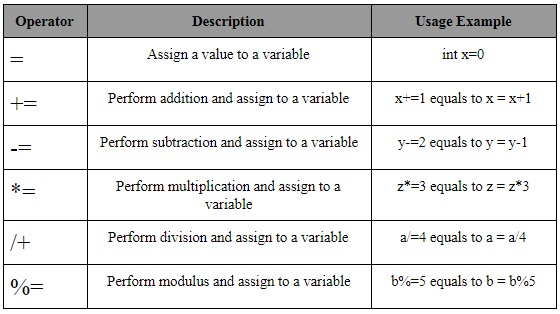 Operator Description Usage Example
= Assign a value to a variable int x=0
+= Perform addition and assign to a variable x+=1 equals to x = x+1
-= Perform subtraction and assign to a variable y-=2 equals to y = y-1
*= Perform multiplication and assign to a variable z*=3 equals to z = z*3
/+ Perform division and assign to a variable a/=4 equals to a = a/4
%= Perform modulus and assign to a variable b%=5 equals to b = b%5